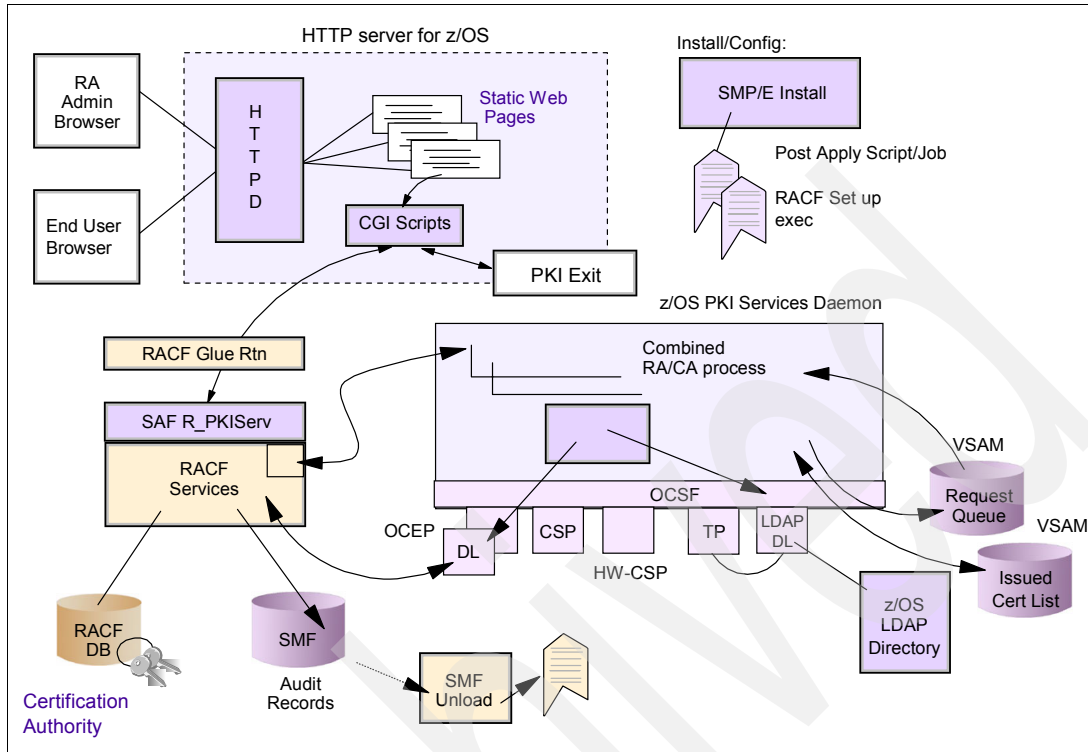 HTTP server for z/OS
Install/Config:
RA
Admin
Browser
H
T
T
P
D
Static Web
Pages
SMP/E Install
Post Apply Script/Job
RACF Set up
exec
End User
Browser
CGI Scripts
PKI Exit
z/OS PKI Services Daemon
RACF Glue Rtn
Combined
RA/CA process
SAF R_PKIServ
RACF
Services
VSAM
Request
Queue
OCSF
OCEP
DL
CSP
TP
LDAP
DL
HW-CSP
VSAM
Issued
Cert List
z/OS
LDAP
Directory
RACF
DB
SMF
Audit
Records
SMF
Unload
Certification
Authority